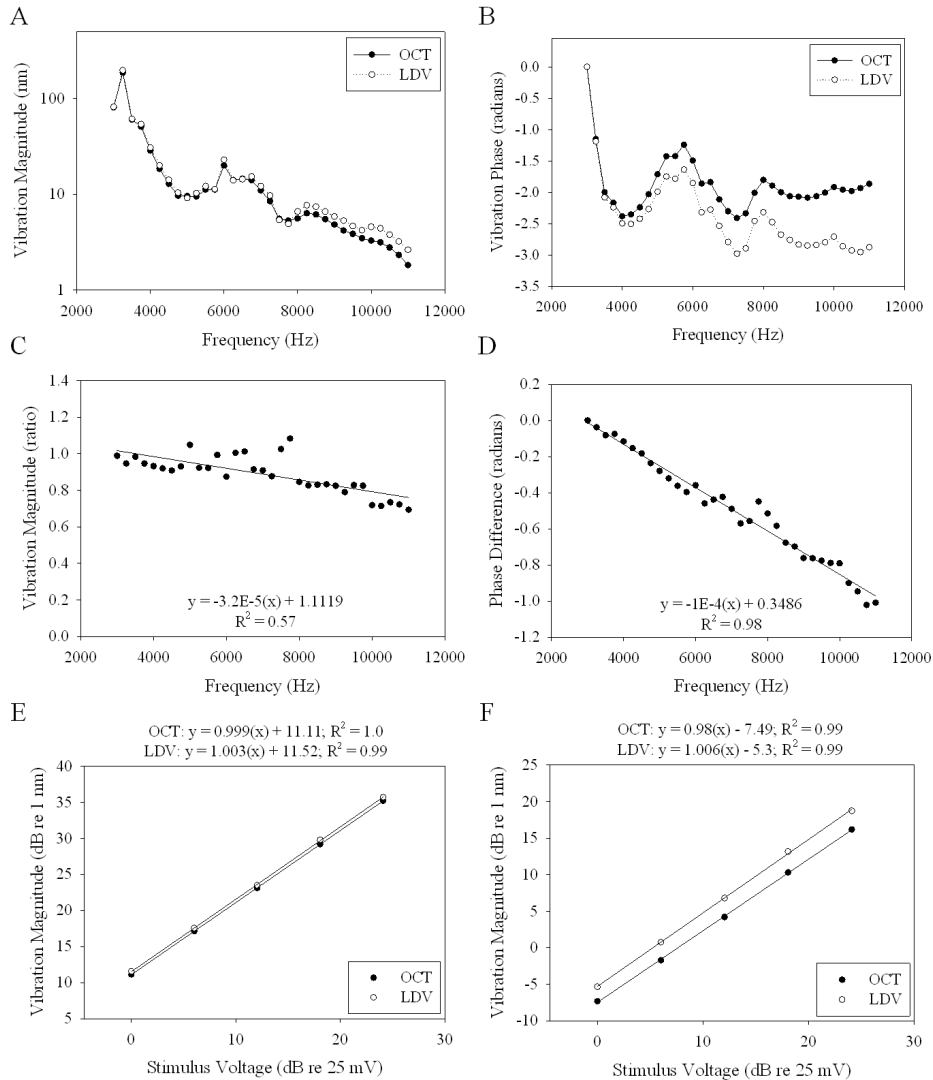 A
OCT
LDV
100
10
1
2000 4000 6000 8000 10000 12000
Frequency (Hz)
Vibration Magnitude (nm)
B
OCT
LDV
0.0
-0.5
-1.0
-1.5
-2.0
-2.5
-3.0
-3.5
2000 4000 6000 8000 10000 12000
Frequency (Hz)
Vibration Phase (radians)
C
1.4
1.2
1.0
0.8
0.6
0.4
0.2
0.0
y = -3.2E-5(x) + 1.1119
R² = 0.57
2000 4000 6000 8000 10000 12000
Frequency (Hz)
Vibration Magnitude (ratio)
D
0.2
0.0
-0.2
-0.4
-0.6
-0.8
-1.0
-1.2
y = -1E-4(x) + 0.3486
R² = 0.98
2000 4000 6000 8000 10000 12000
Frequency (Hz)
Phase Difference (radians)
E
OCT: y = 0.999(x) + 11.11; R² = 1.0
LDV: y = 1.003(x) + 11.52; R² = 0.99
40
35
30
25
20
15
10
5
OCT
LDV
0 10 20 30
Stimulus Voltage (dB re 25 mV)
Vibration Magnitude (dB re 1 nm)
F
OCT: y = 0.98(x) - 7.49; R² = 0.99
LDV: y = 1.006(x) -5.3; R² = 0.99
25
20
15
10
5
0
-5
-10
OCT
LDV
0 10 20 30
Stimulus Voltage (dB re 25 mV)
Vibration Magnitude (dB re 1 nm)